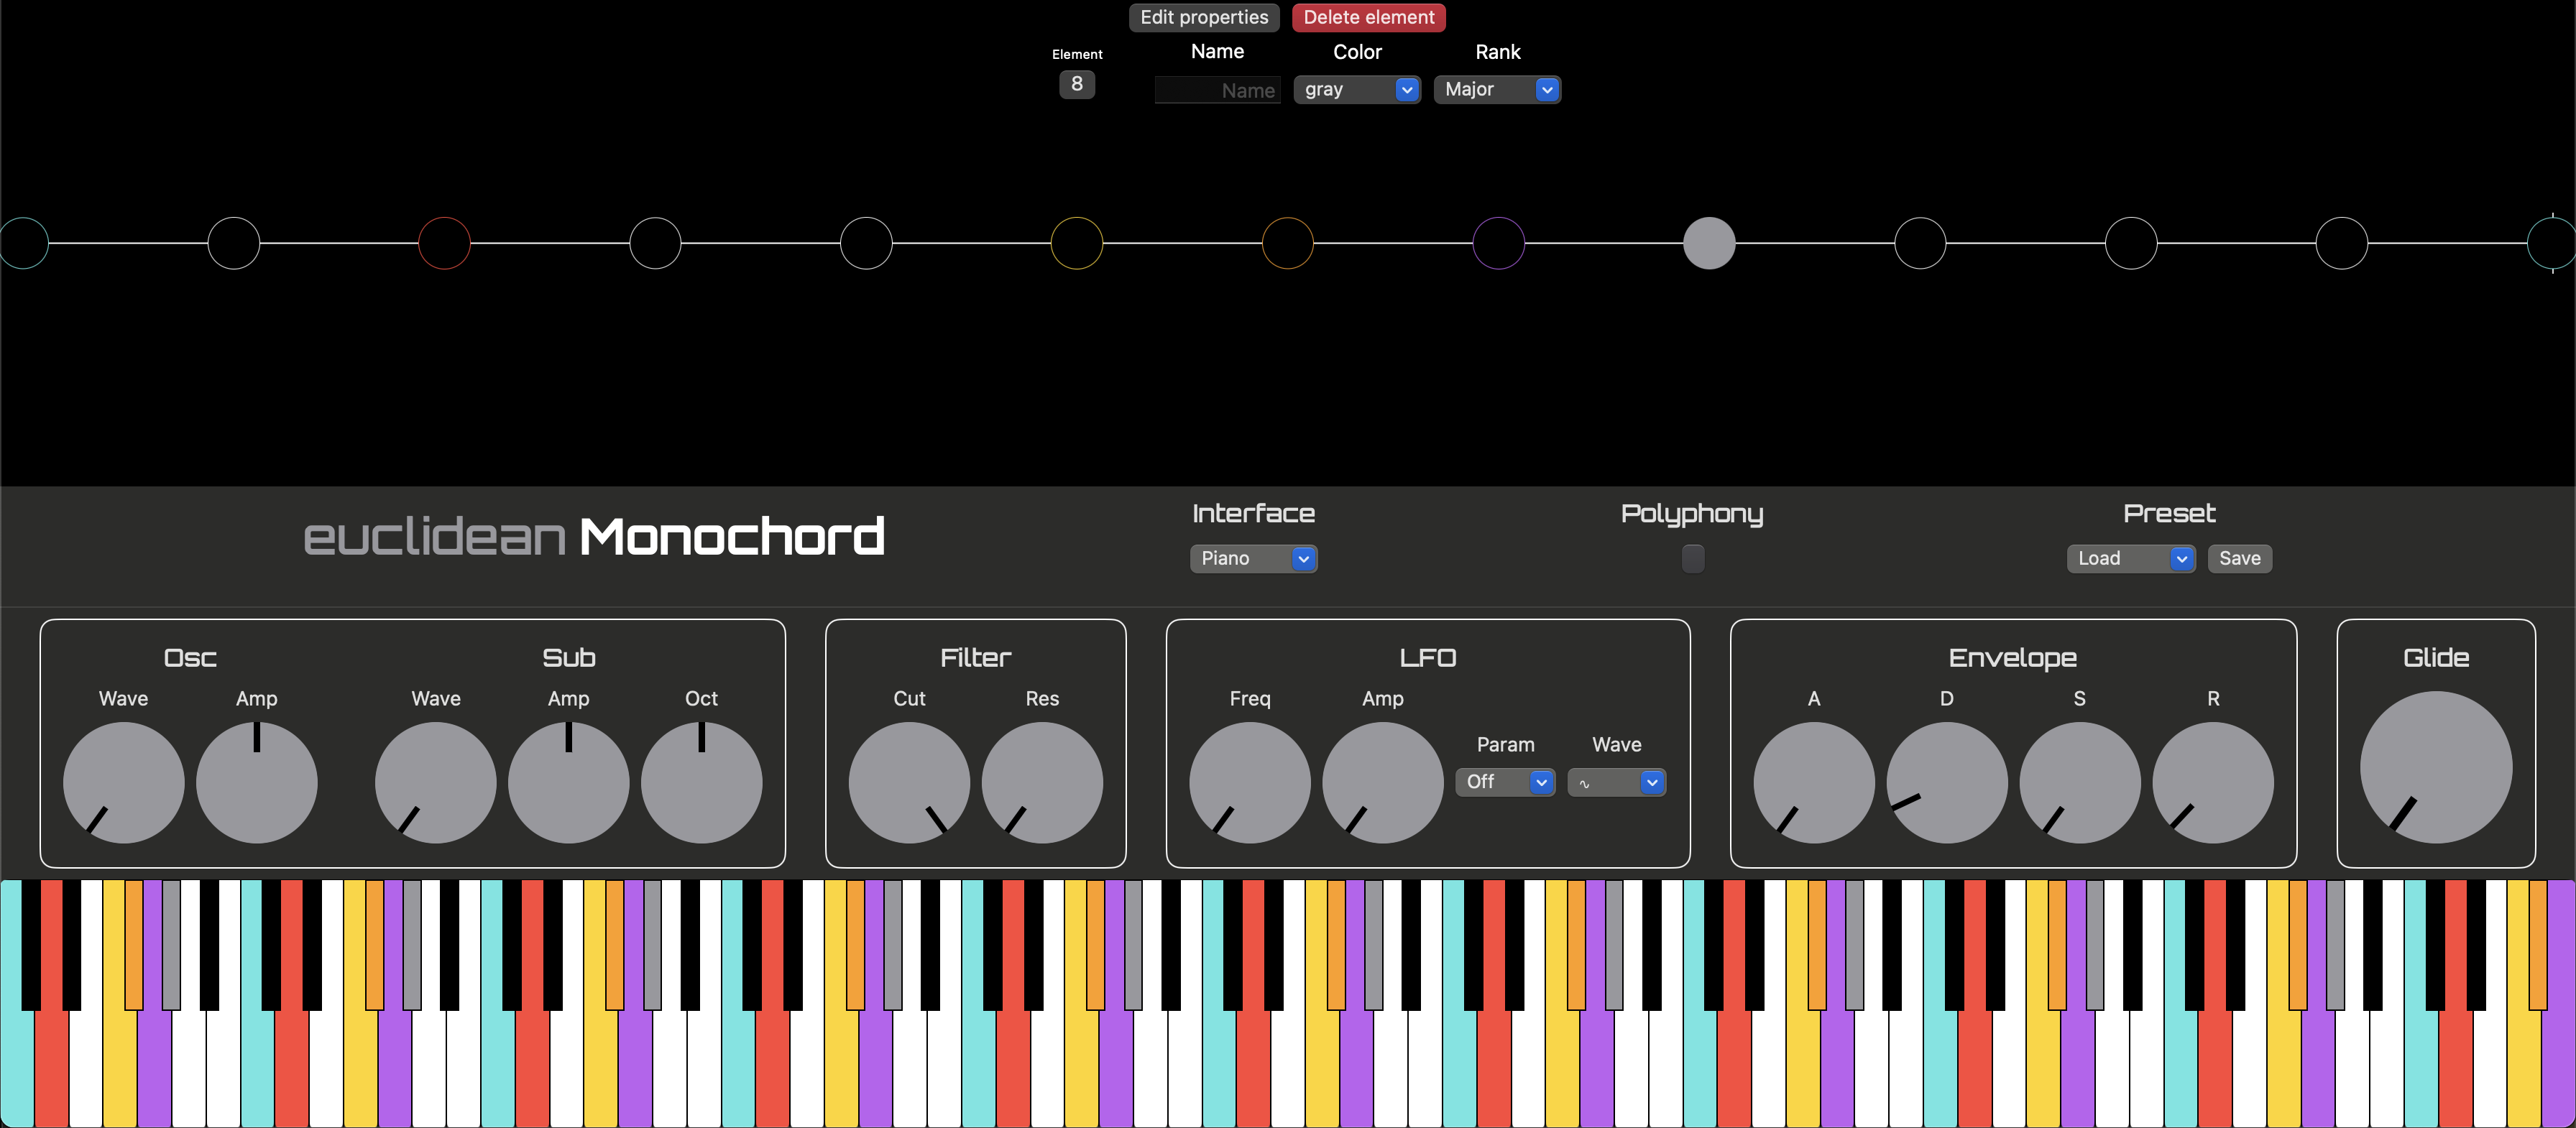 Edit properties
Delete element
Element
Name
Color
Rank
8
Name
gray
Major
euclidean Monochord
Interface
Polyphony
Preset
Piano
Load
Save
Osc
Sub
Filter
LFO
Envelope
Glide
Wave
Amp
Wave
Amp
Oct
Cut
Res
Freq
Amp
A
D
S
R
Param
Wave
Off
∿